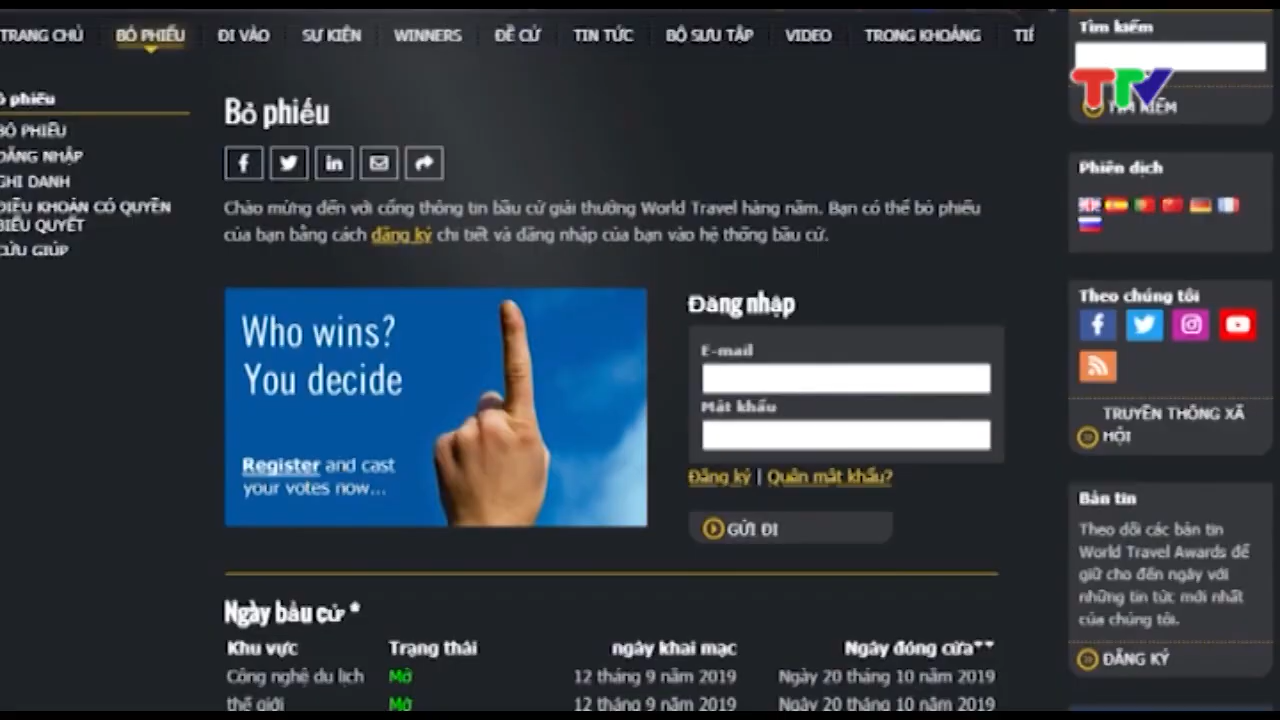 TRANG CHỦ BỎ PHIẾU ĐI VÀO SỰ KIỆN WINNERS ĐỀ CỬ TIN TỨC BỘ SƯU TẬP VIDEO TRONG KHOẢNG
Tìm kiếm
TTV
TÌM KIẾM
phiếu
BỎ PHIẾU
ĐĂNG NHẬP
GHI DANH
ĐIỀU KHOẢN CÓ QUYỀN
BIỂU QUYẾT
CỨU GIÚP
Bỏ phiếu
Chào mừng đến với cổng thông tin bầu cử giải thưởng World Travel hàng năm. Bạn có thể bỏ phiếu
của bạn bằng cách đăng ký chi tiết và đăng nhập của bạn vào hệ thống bầu cử.
Who wins?
You decide
Register and cast
your votes now...
Đăng nhập
E-mail
Mật khẩu
Đăng ký | Quên mật khẩu?
GỬI ĐI
Ngày bầu cử *
Khu vực Trạng thái ngày khai mạc Ngày đóng cửa**
Công nghệ du lịch Mở 12 tháng 9 năm 2019 Ngày 20 tháng 10 năm 2019
thế giới Mở 12 tháng 9 năm 2019 Ngày 20 tháng 10 năm 2019
Phiên dịch
Theo chúng tôi
TRUYỀN THÔNG XÃ
HỘI
Bản tin
Theo dõi các bản tin
World Travel Awards để
giữ cho đến ngày với
những tin tức mới nhất
của chúng tôi.
ĐĂNG KÝ